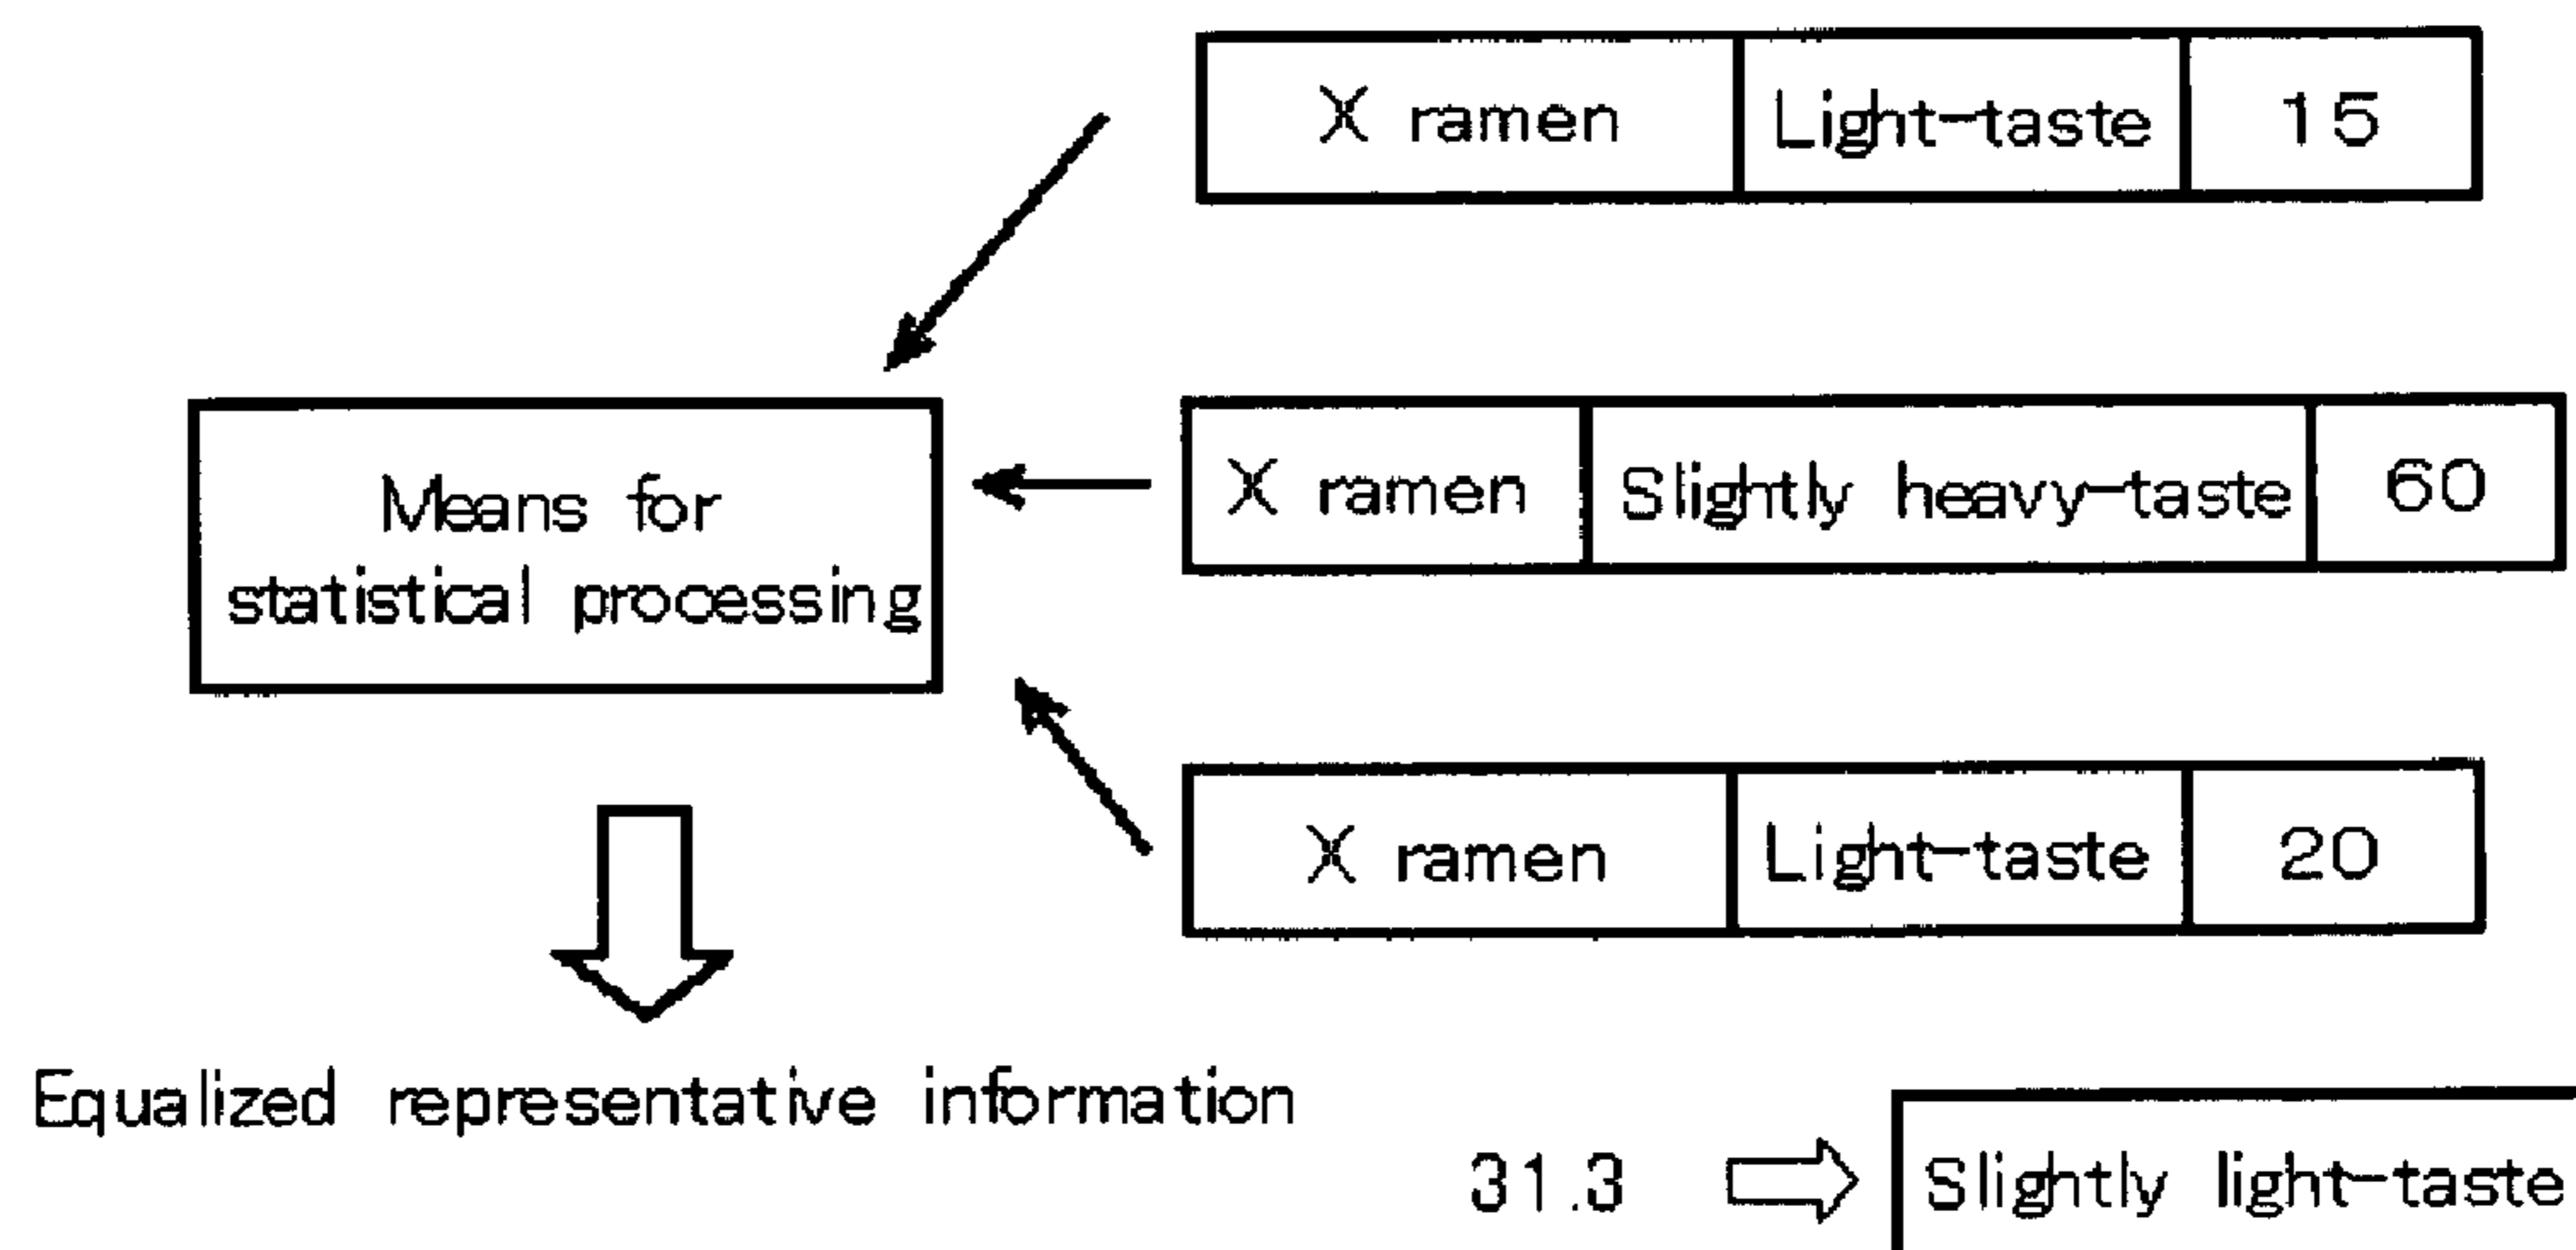 X ramen Light-taste 15
X ramen Slightly heavy-taste 60
Means for
statistical processing
X ramen Light-taste 20
Equalized representative information
31.3 Slightly light-taste